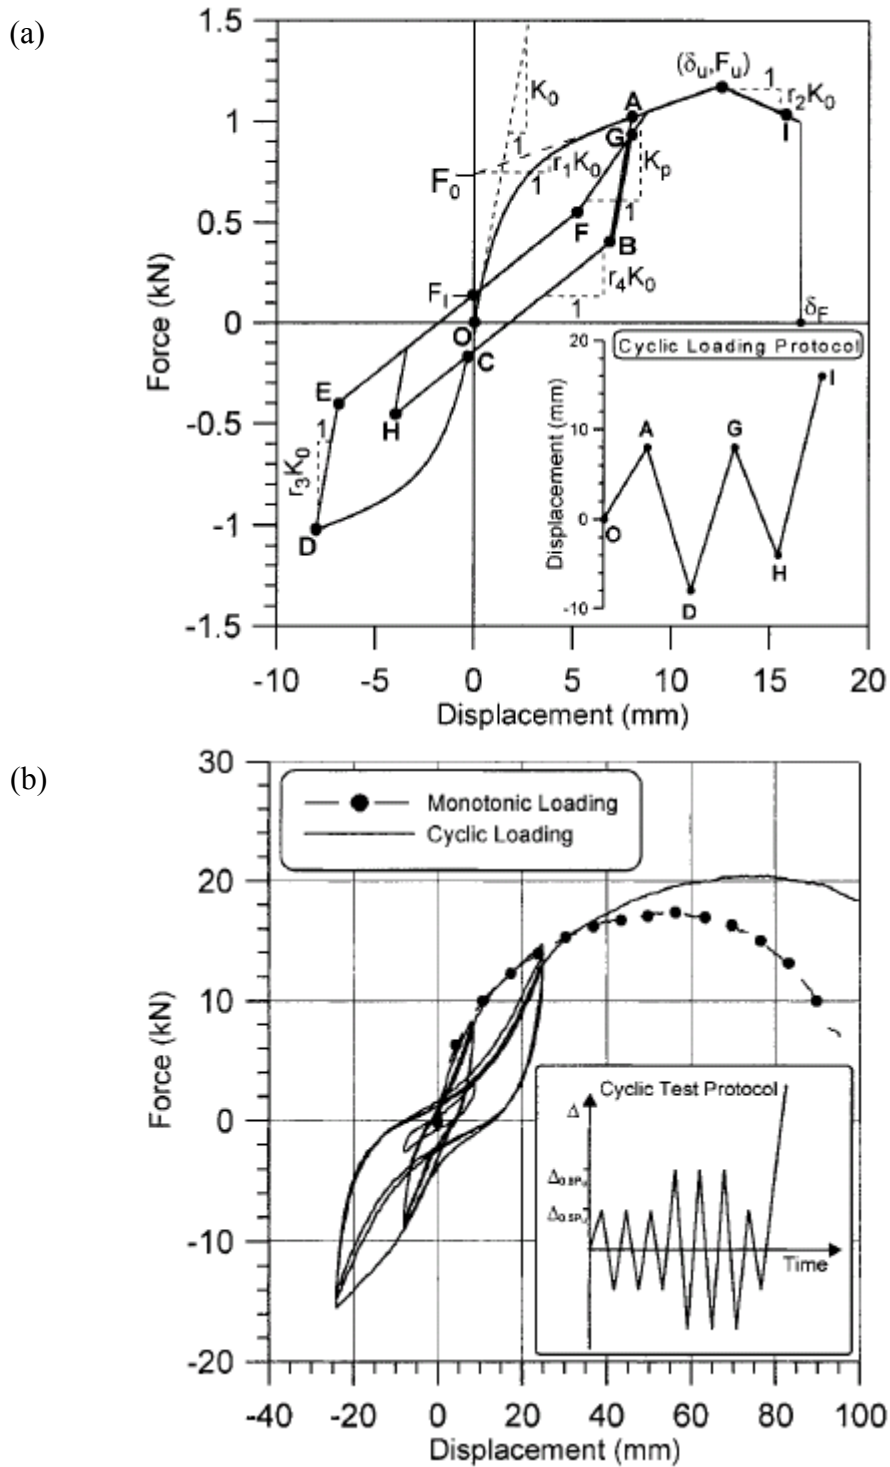 (a)
Force (kN)
1.5
1
0.5
0
-0.5
-1
-1.5
-10
-5
0
5
10
15
20
Displacement (mm)
K₀
1
(δᵤ,Fᵤ)
1
r₂K₀
I
A
G
F₀
r₁K₀
1
Kₚ
1
F
B
r₄K₀
1
F_I
O
C
δ_F
E
H
1
r₃K₀
D
Cyclic Loading Protocol
Displacement (mm)
20
10
0
-10
O
A
D
G
H
I
(b)
Force (kN)
30
20
10
0
-10
-20
-40
-20
0
20
40
60
80
100
Displacement (mm)
Monotonic Loading
Cyclic Loading
Cyclic Test Protocol
Δ
Time